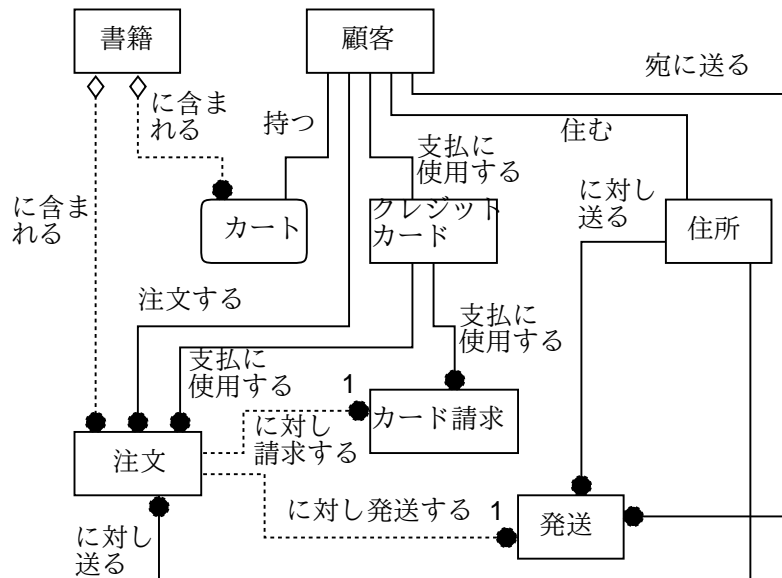 書籍
顧客
宛に送る
に含ま
れる
持つ
住む
支払に
使用する
に対し
送る
に含ま
れる
カート
クレジット
カード
住所
注文する
支払に
使用する
支払に
使用する
1
カード請求
に対し
請求する
注文
に対し発送する
1
発送
に対し
送る